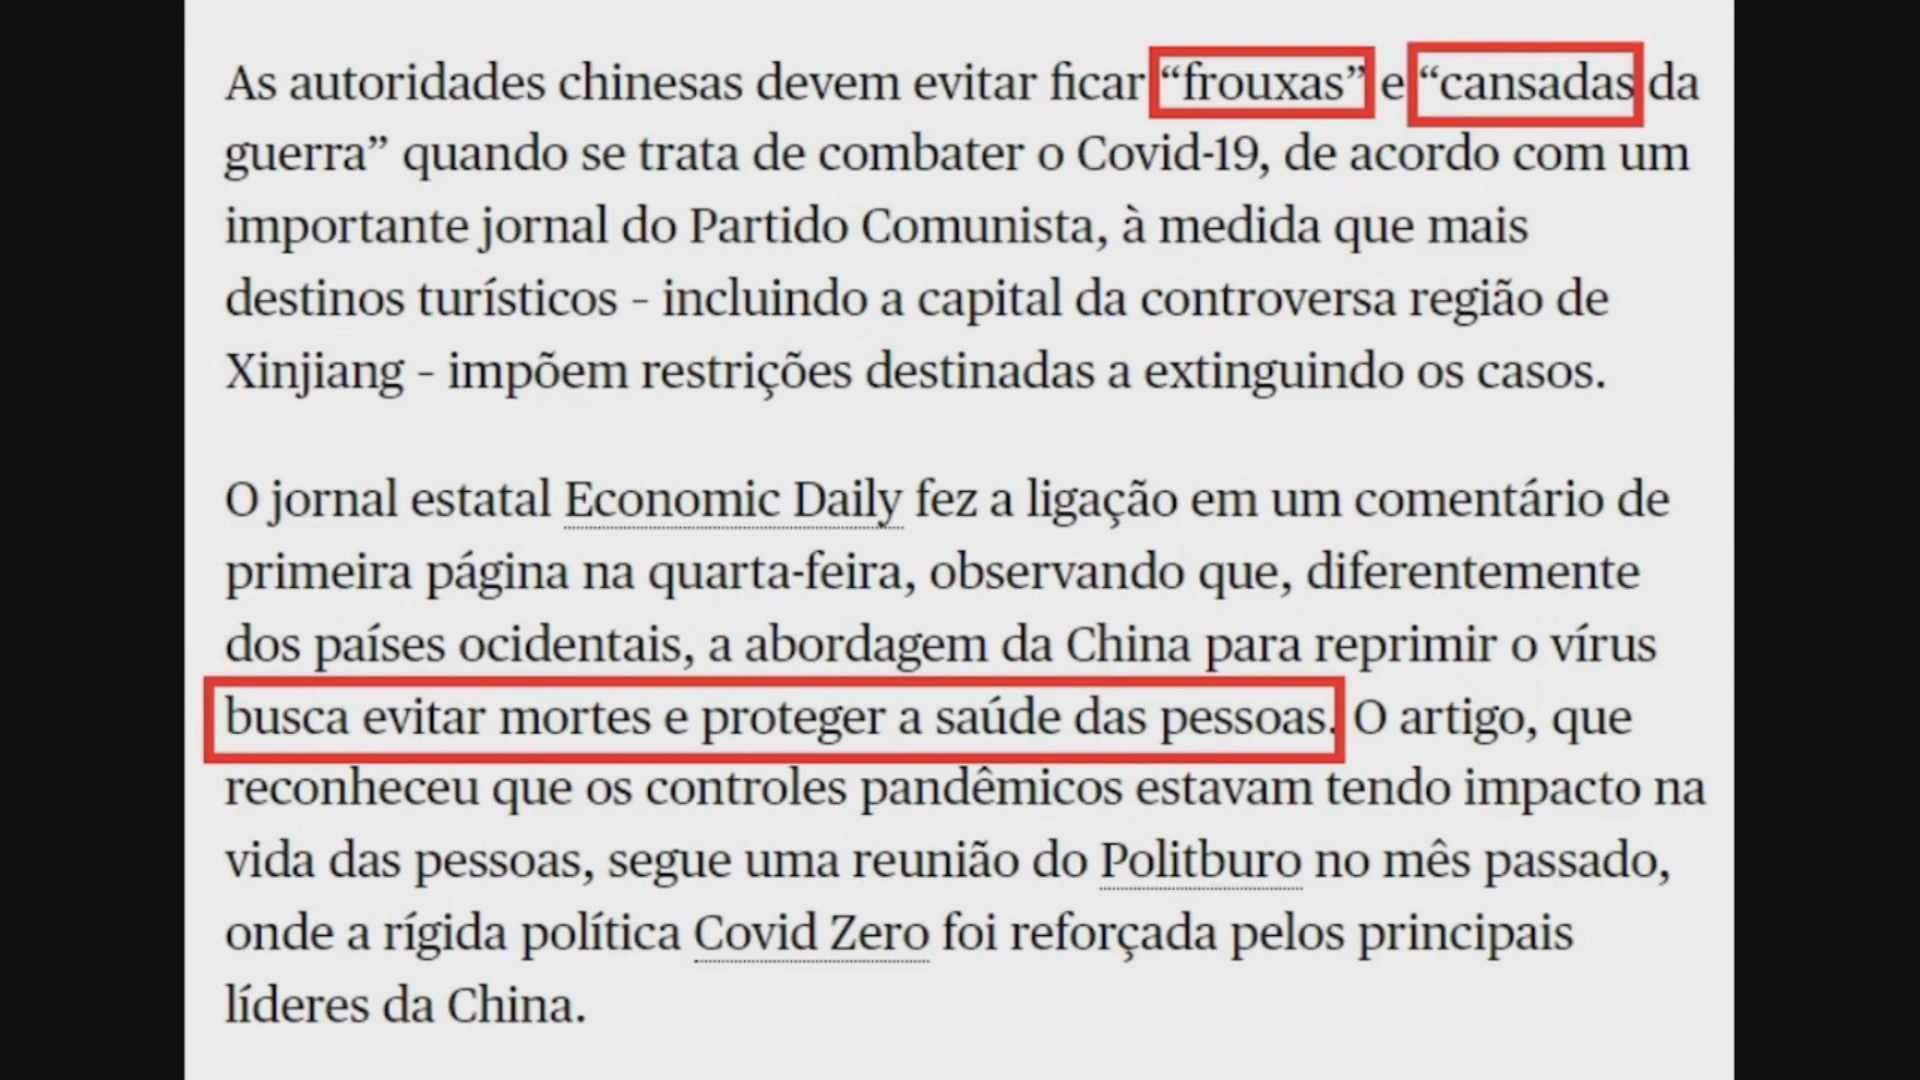 As autoridades chinesas devem evitar ficar “frouxas” e “cansadas da
guerra” quando se trata de combater o Covid-19, de acordo com um
importante jornal do Partido Comunista, à medida que mais
destinos turísticos – incluindo a capital da controversa região de
Xinjiang – impõem restrições destinadas a extinguindo os casos.
O jornal estatal Economic Daily fez a ligação em um comentário de
primeira página na quarta-feira, observando que, diferentemente
dos países ocidentais, a abordagem da China para reprimir o vírus
busca evitar mortes e proteger a saúde das pessoas. O artigo, que
reconheceu que os controles pandêmicos estavam tendo impacto na
vida das pessoas, segue uma reunião do Politburo no mês passado,
onde a rígida política Covid Zero foi reforçada pelos principais
líderes da China.